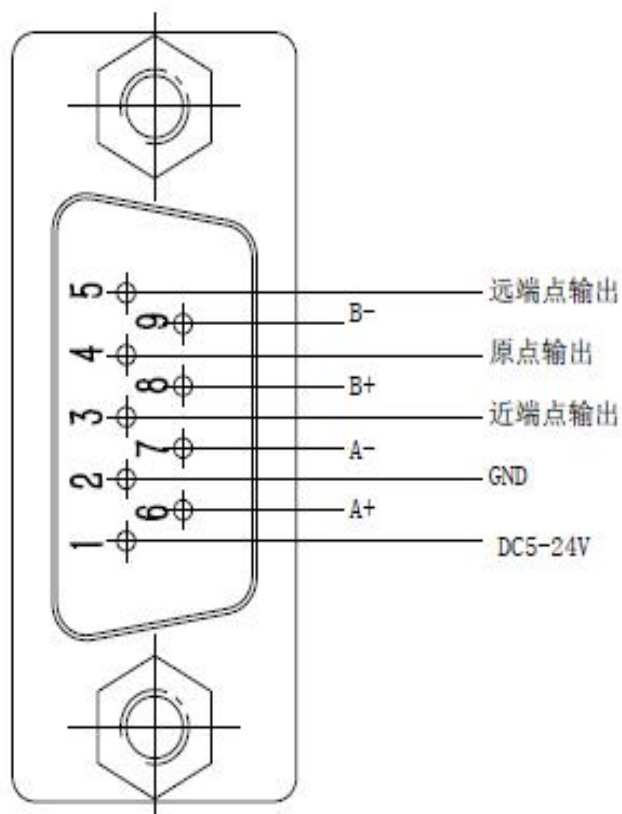 5 远端点输出
9 B-
4 原点输出
8 B+
3 近端点输出
7 A-
2 GND
6 A+
1 DC5-24V